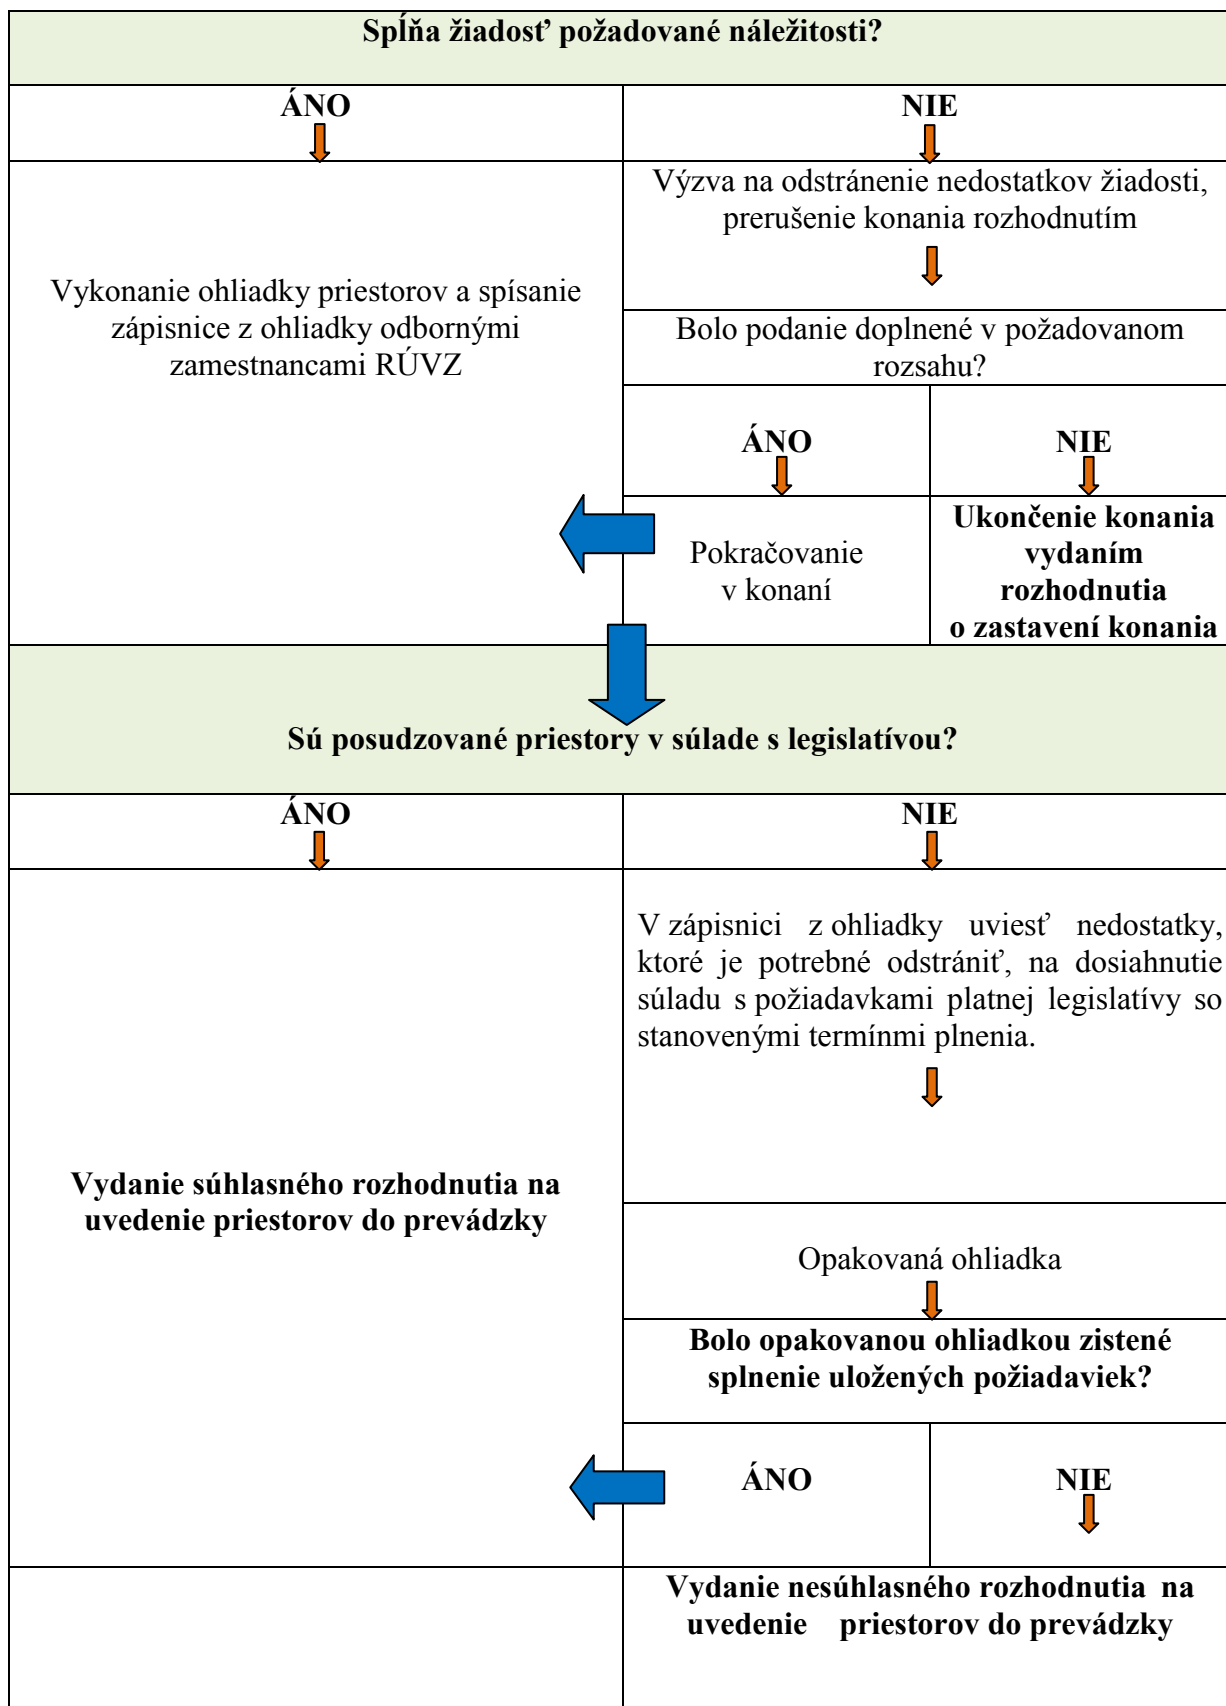 Spĺňa žiadosť požadované náležitosti?
ÁNO
NIE
Vykonanie ohliadky priestorov a spísanie
zápisnice z ohliadky odbornými
zamestnancami RÚVZ
Výzva na odstránenie nedostatkov žiadosti,
prerušenie konania rozhodnutím
Bolo podanie doplnené v požadovanom
rozsahu?
ÁNO
NIE
Pokračovanie
v konaní
Ukončenie konania
vydaním
rozhodnutia
o zastavení konania
Sú posudzované priestory v súlade s legislatívou?
ÁNO
NIE
Vydanie súhlasného rozhodnutia na
uvedenie priestorov do prevádzky
V zápisnici z ohliadky uviesť nedostatky,
ktoré je potrebné odstrániť, na dosiahnutie
súladu s požiadavkami platnej legislatívy so
stanovenými termínmi plnenia.
Opakovaná ohliadka
Bolo opakovanou ohliadkou zistené
splnenie uložených požiadaviek?
ÁNO
NIE
Vydanie nesúhlasného rozhodnutia na
uvedenie priestorov do prevádzky